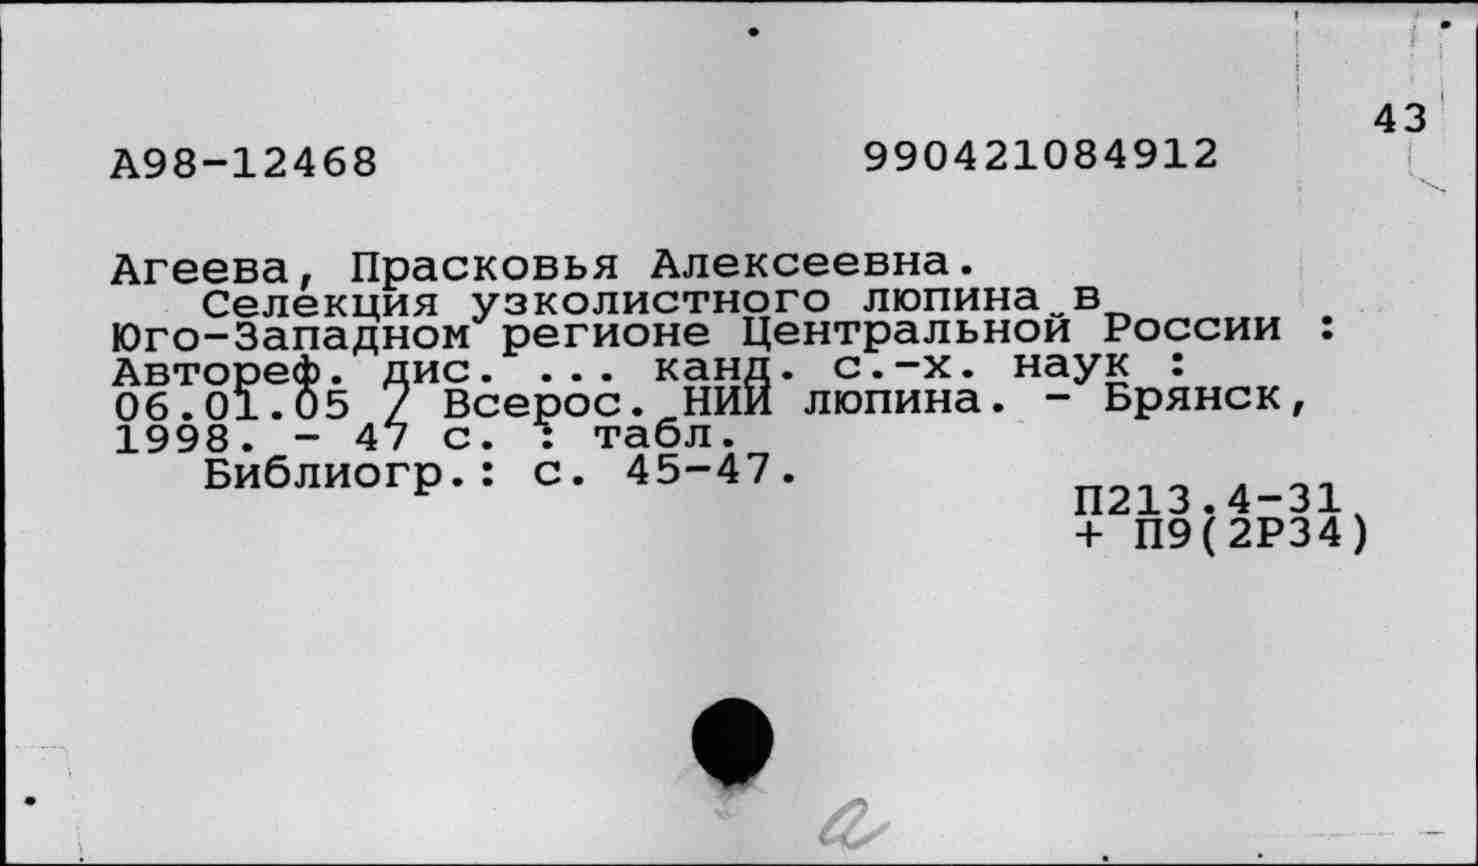 43
А98-12468 990421084912
Агеева, Прасковья Алексеевна.
Селекция узколистного люпина в
Юго-Западном регионе Центральной России :
Автореф. дис. ... канд. с.-х. наук :
06.01.05 / Всерос. НИИ люпина. - Брянск,
1998. - 47 с. : табл.
Библиогр.: с. 45-47.
П213.4-31
+ П9(2Р34)
а